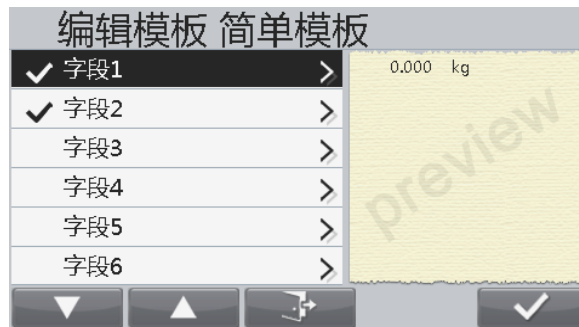 编辑模板 简单模板
字段1
0.000 kg
字段2
字段3
字段4
字段5
字段6
preview